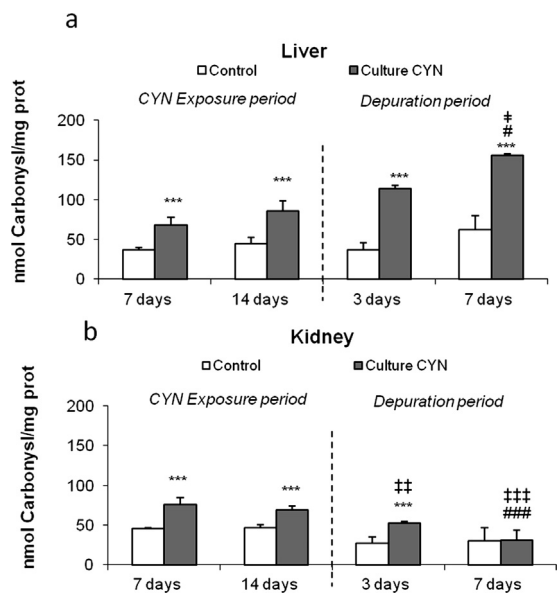 a
Liver
Control Culture CYN
CYN Exposure period Depuration period
nmol Carbonysl/mg prot
200
150
100
50
0
*** *** *** ‡
#
***
7 days 14 days 3 days 7 days
b
Kidney
Control Culture CYN
CYN Exposure period Depuration period
nmol Carbonysl/mg prot
200
150
100
50
0
*** *** ‡‡
***
‡‡‡
###
7 days 14 days 3 days 7 days